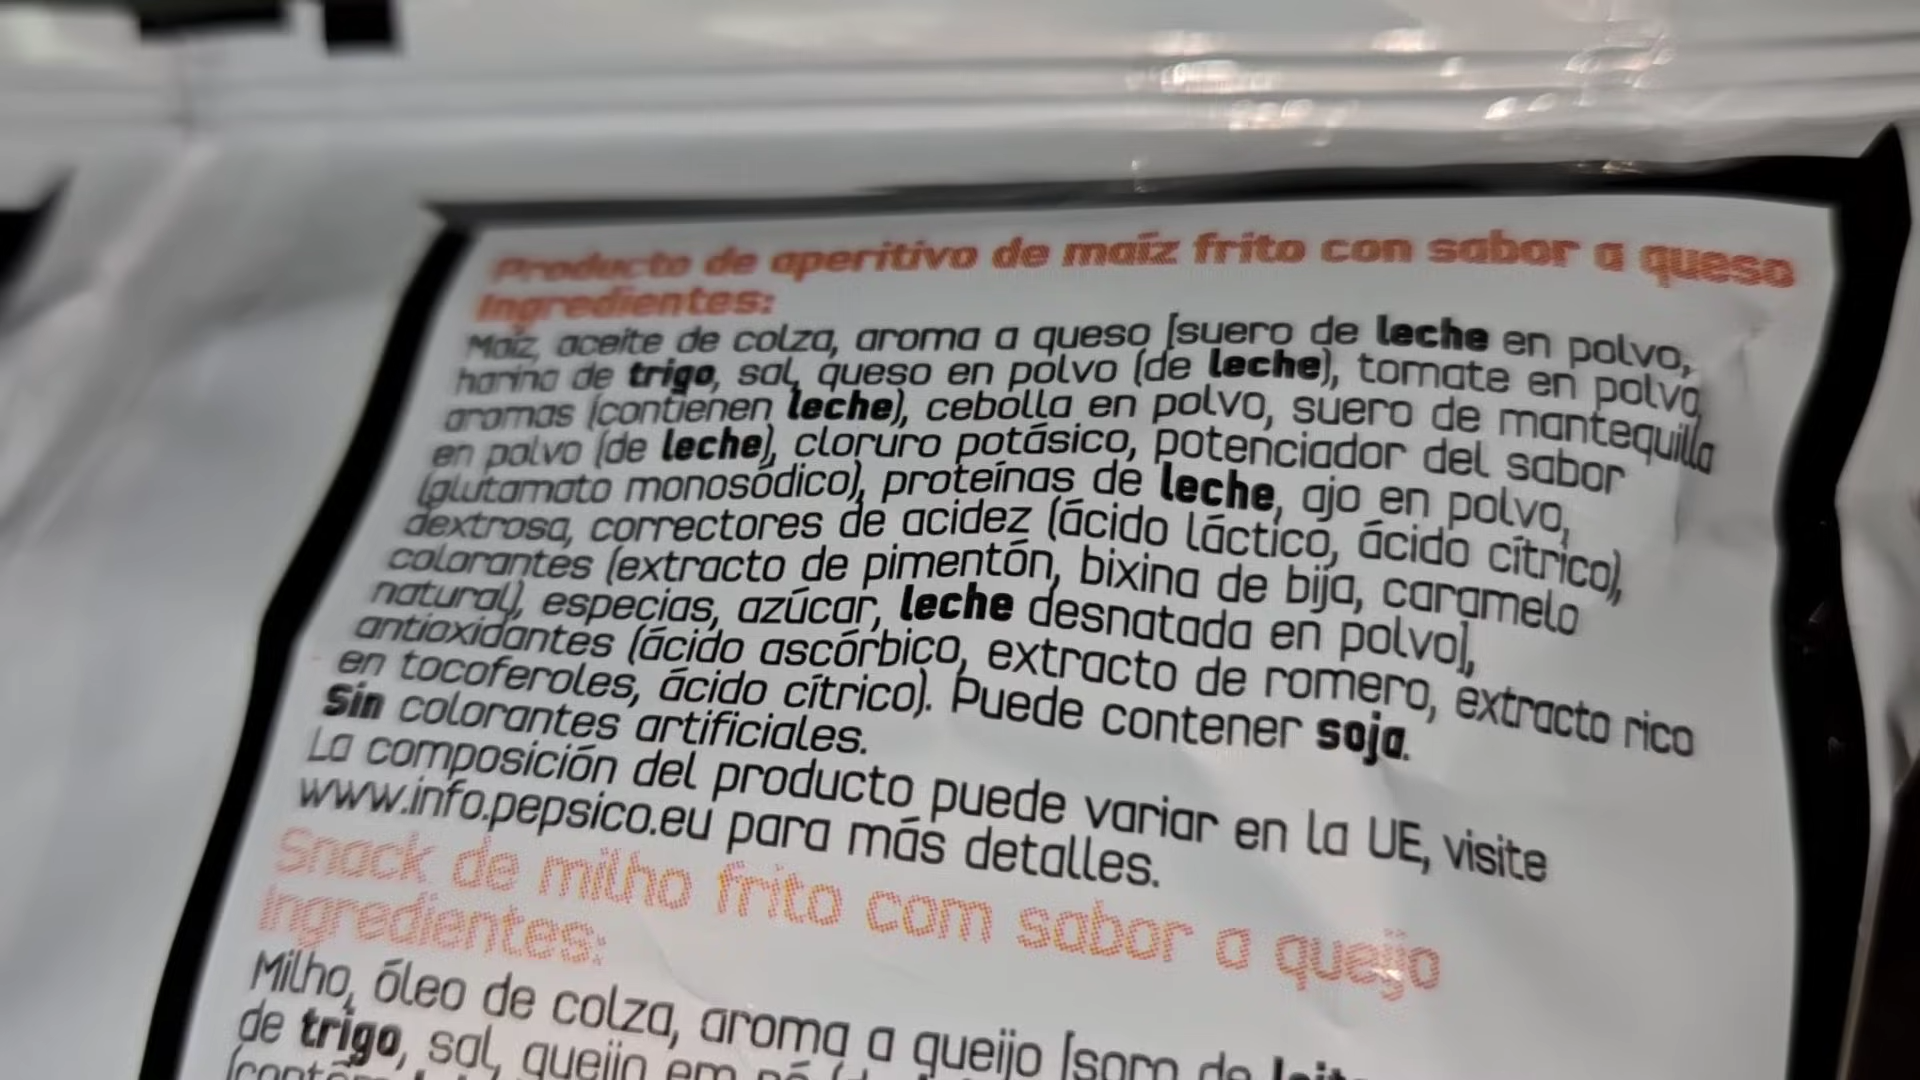 Producto de aperitivo de maíz frito con sabor a queso
Ingredientes:
Maíz, aceite de colza, aroma a queso [suero de leche en polvo,
harina de trigo, sal, queso en polvo (de leche), tomate en polvo,
aromas (contienen leche), cebolla en polvo, suero de mantequilla
en polvo (de leche), cloruro potásico, potenciador del sabor
(glutamato monosódico), proteínas de leche, ajo en polvo,
dextrosa, correctores de acidez (ácido láctico, ácido cítrico),
colorantes (extracto de pimentón, bixina de bija, caramelo
natural), especias, azúcar, leche desnatada en polvo],
antioxidantes (ácido ascórbico, extracto de romero, extracto rico
en tocoferoles, ácido cítrico). Puede contener soja.
Sin colorantes artificiales.
La composición del producto puede variar en la UE, visite
www.info.pepsico.eu para más detalles.
Snack de milho frito com sabor a queijo
Ingredientes:
Milho, óleo de colza, aroma a queijo [soro de
de trigo, sal, queijo em pó